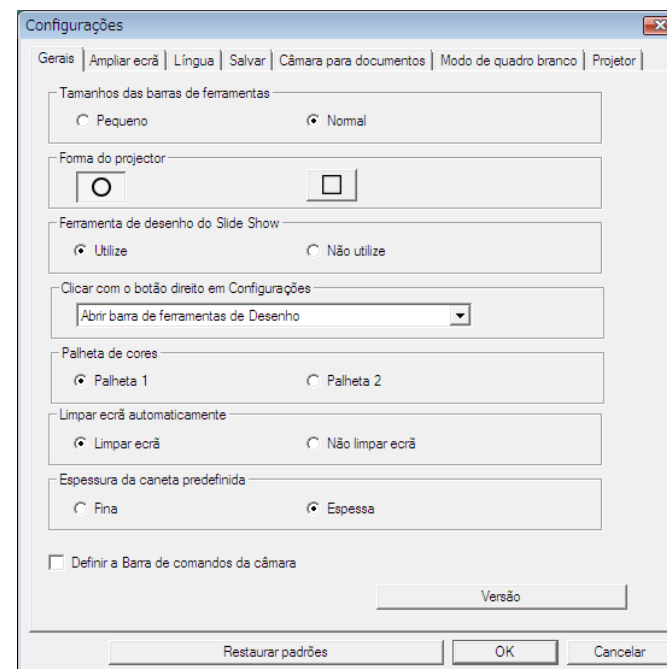 Configurações
Gerais Ampliar ecrã Língua Salvar Câmara para documentos Modo de quadro branco Projetor
Tamanhos das barras de ferramentas
Pequeno Normal
Forma do projector
Ferramenta de desenho do Slide Show
Utilize Não utilize
Clicar com o botão direito em Configurações
Abrir barra de ferramentas de Desenho
Palheta de cores
Palheta 1 Palheta 2
Limpar ecrã automaticamente
Limpar ecrã Não limpar ecrã
Espessura da caneta predefinida
Fina Espessa
Definir a Barra de comandos da câmara
Versão
Restaurar padrões OK Cancelar